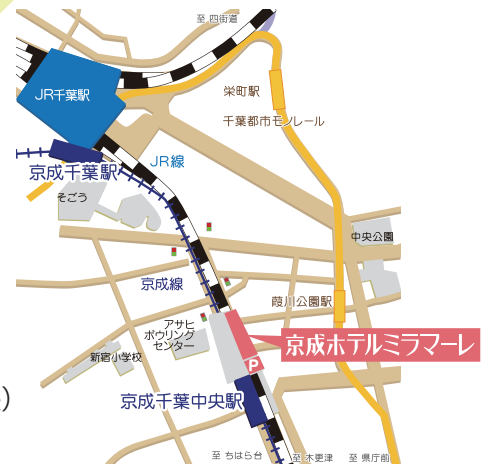 至 四街道
JR千葉駅
栄町駅
千葉都市モノレール
JR線
京成千葉駅
そごう
中央公園
京成線
葭川公園駅
アサヒ
ボウリング
センター
京成ホテルミラマーレ
新宿小学校
P
)
京成千葉中央駅
至 ちはら台
至 木更津
至 県庁前